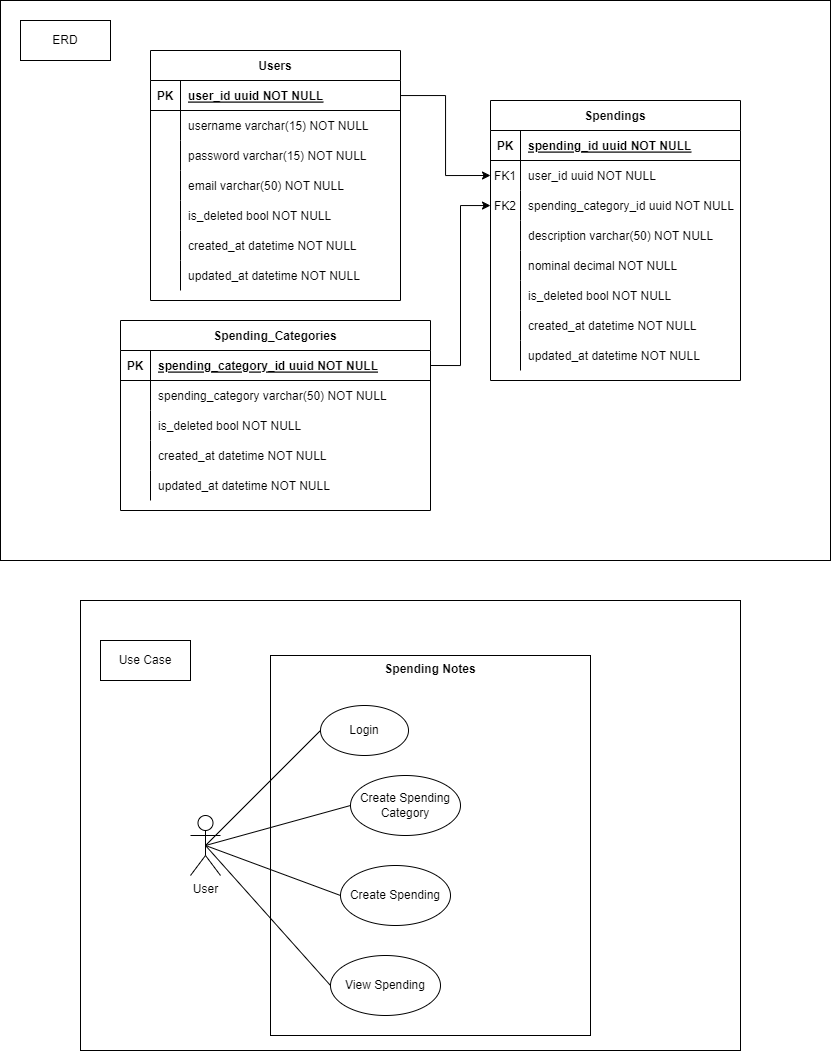 ERD
Users
PK user_id uuid NOT NULL
username varchar(15) NOT NULL
password varchar(15) NOT NULL
email varchar(50) NOT NULL
is_deleted bool NOT NULL
created_at datetime NOT NULL
updated_at datetime NOT NULL
Spendings
PK spending_id uuid NOT NULL
FK1 user_id uuid NOT NULL
FK2 spending_category_id uuid NOT NULL
description varchar(50) NOT NULL
nominal decimal NOT NULL
is_deleted bool NOT NULL
created_at datetime NOT NULL
updated_at datetime NOT NULL
Spending_Categories
PK spending_category_id uuid NOT NULL
spending_category varchar(50) NOT NULL
is_deleted bool NOT NULL
created_at datetime NOT NULL
updated_at datetime NOT NULL
Use Case
Spending Notes
Login
Create Spending
Category
User
Create Spending
View Spending